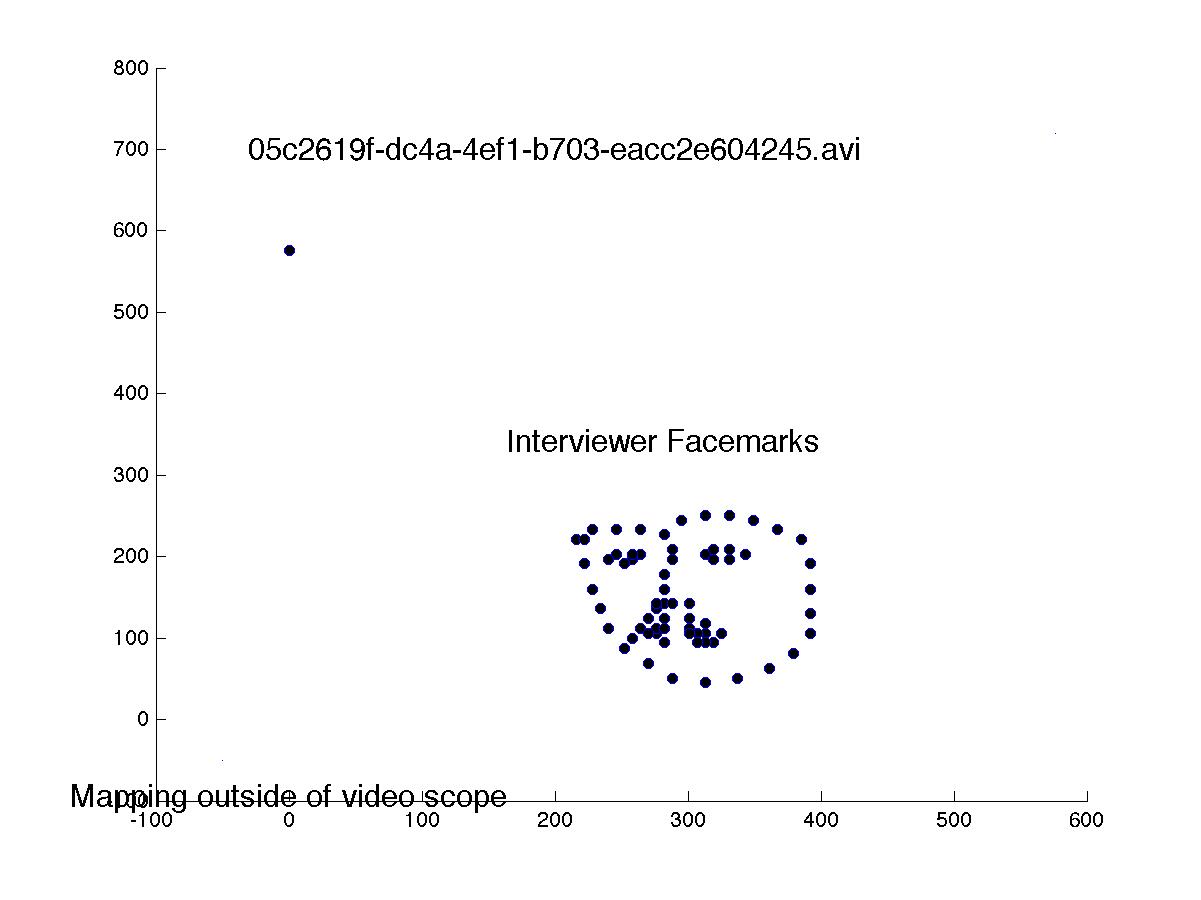 800
700
05c2619f-dc4a-4ef1-b703-eacc2e604245.avi
600
500
400
Interviewer Facemarks
300
200
100
0
Mapping outside of video scope
-100 0 100 200 300 400 500 600